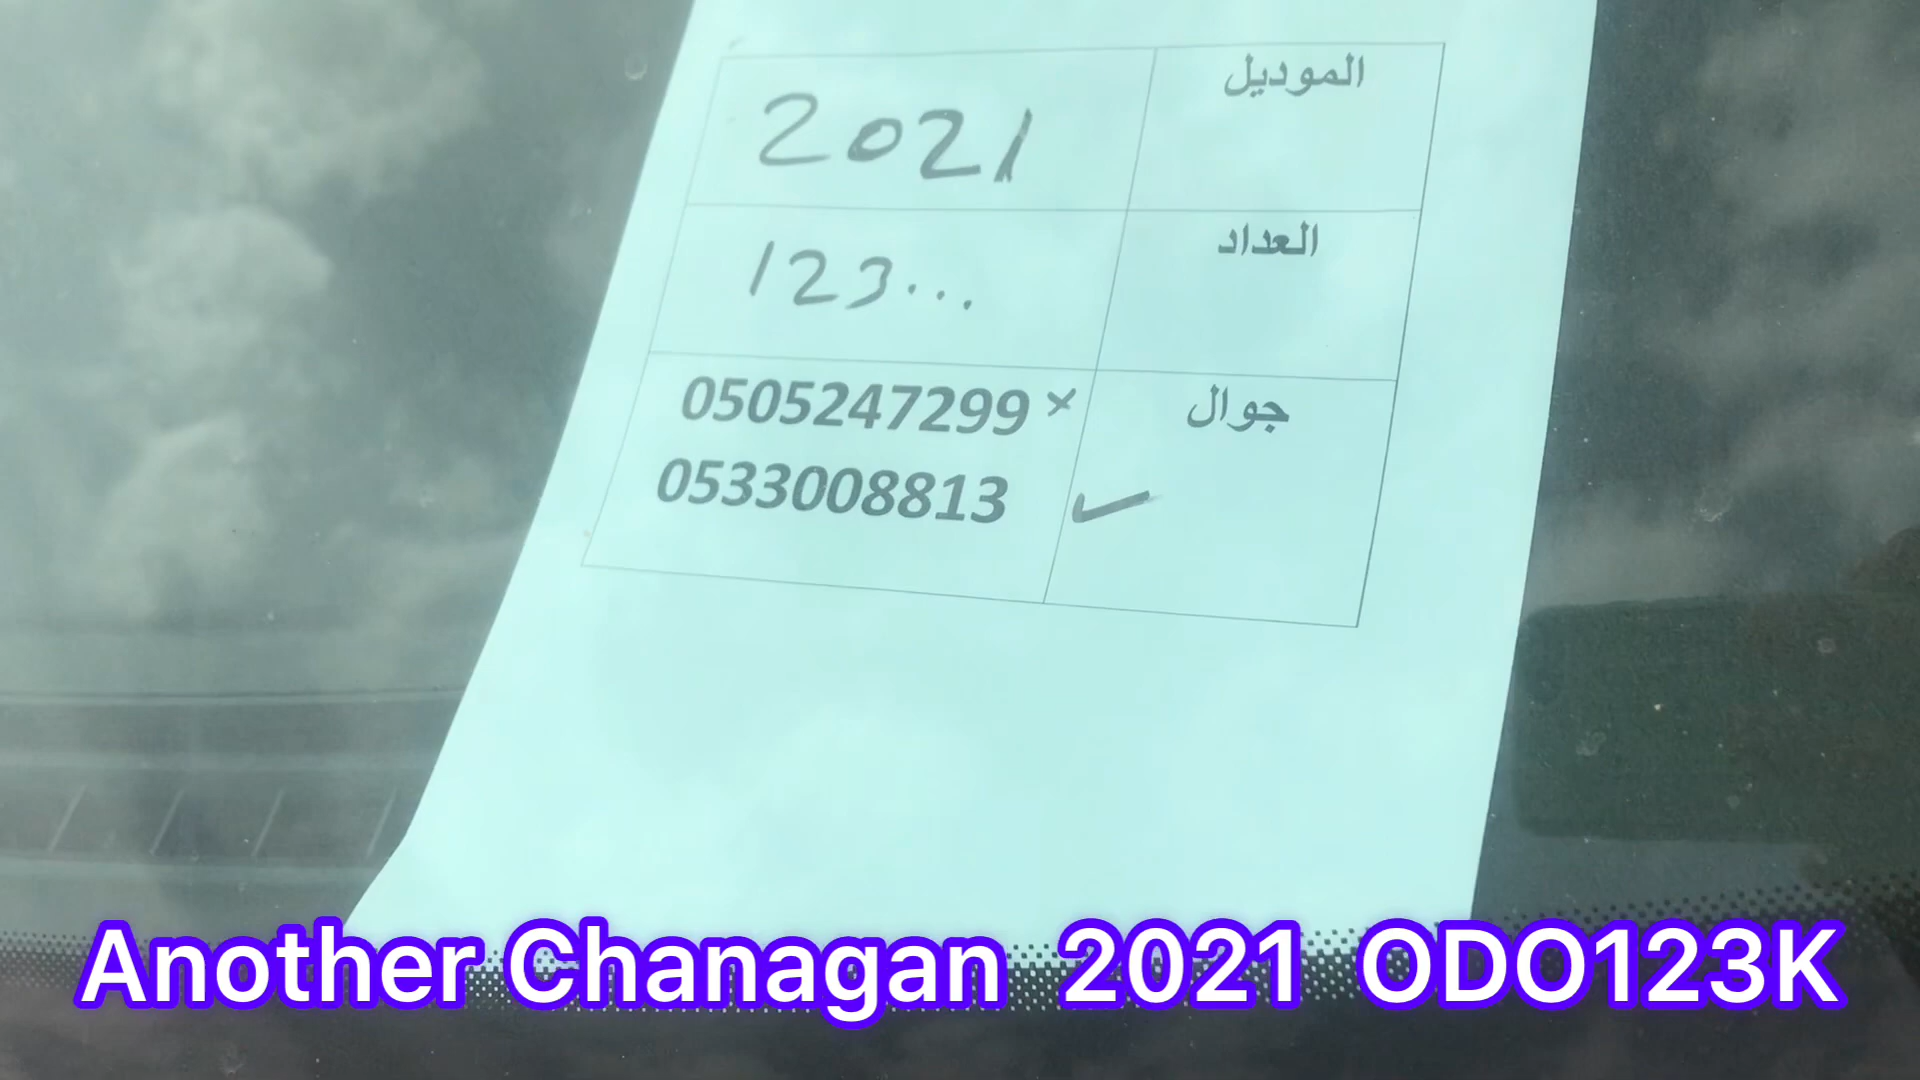 الموديل 2021
العداد 123...
جوال 0505247299 ×
0533008813 ✓
Another Chanagan 2021 ODO123K